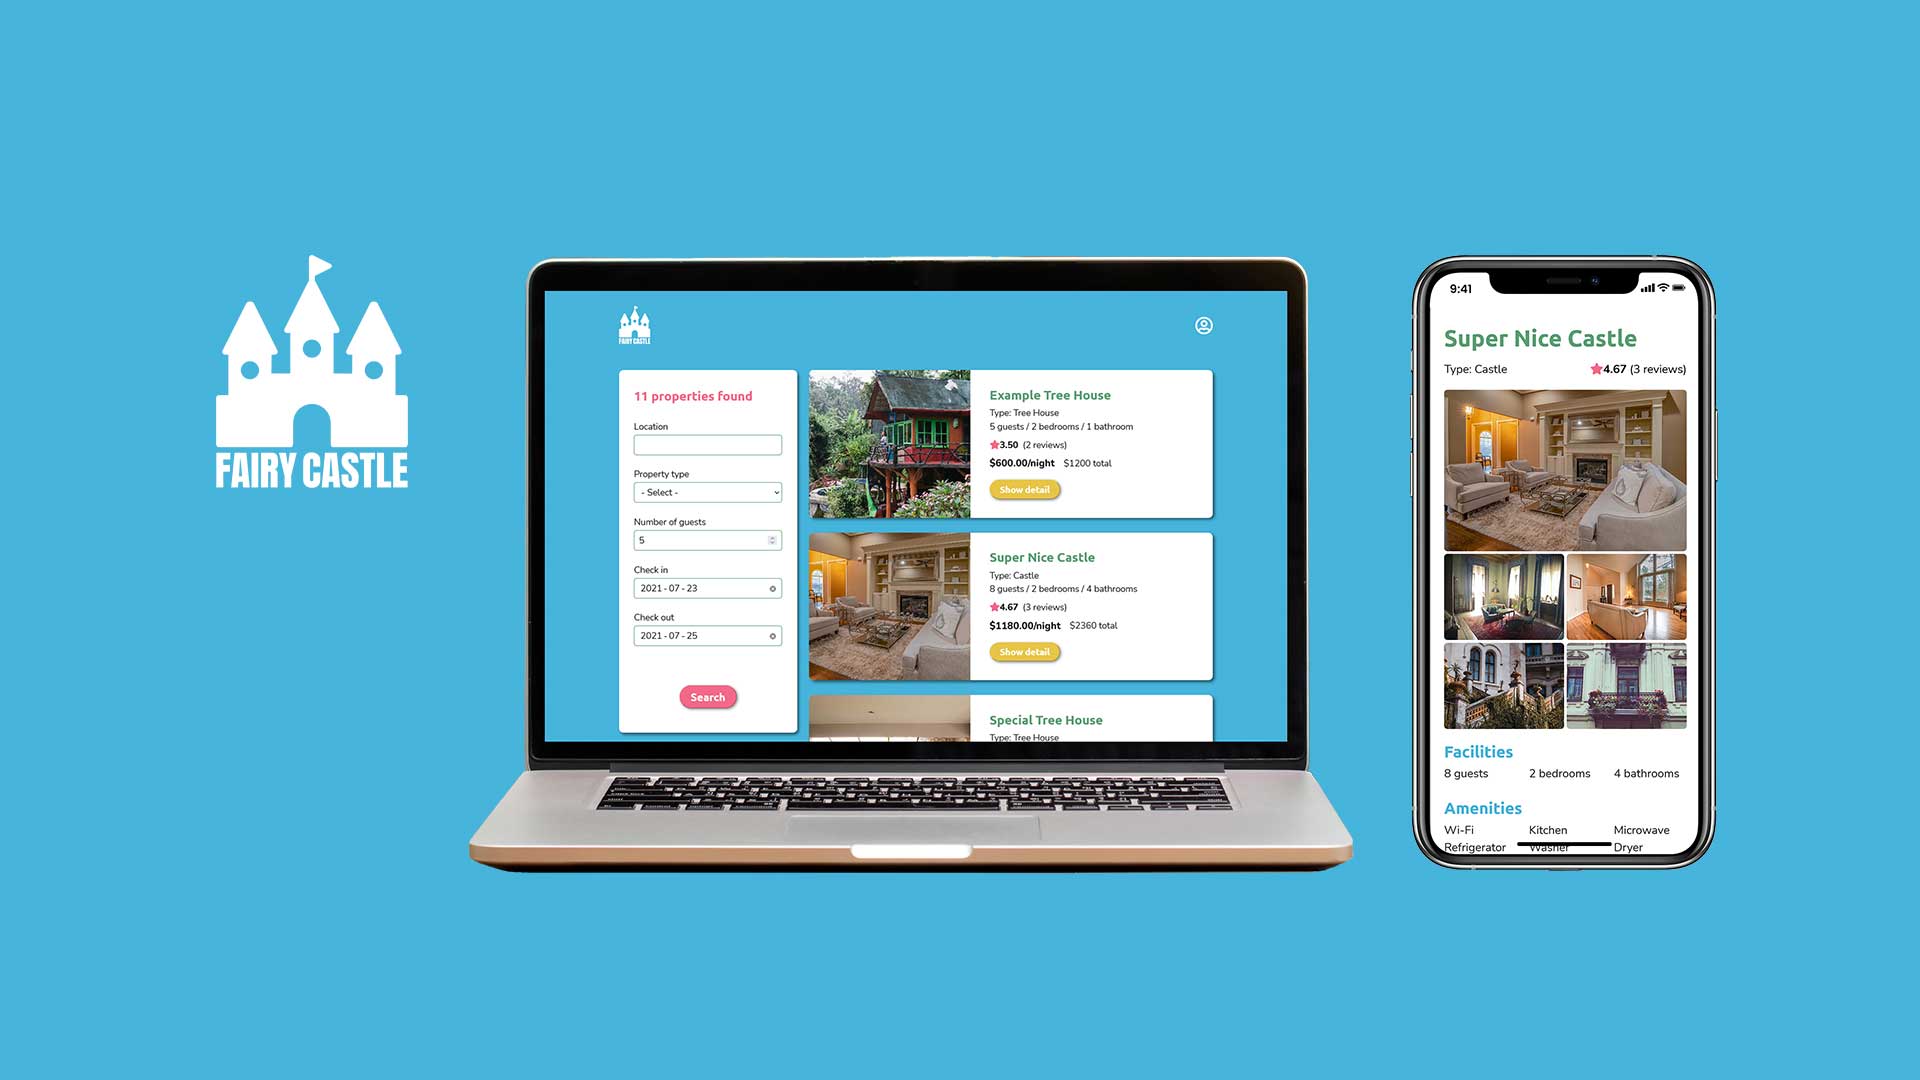 FAIRY CASTLE
FAIRY CASTLE
11 properties found
Location
Property type
- Select -
Number of guests
5
Check in
2021 - 07 - 23
Check out
2021 - 07 - 25
Search
Example Tree House
Type: Tree House
5 guests / 2 bedrooms / 1 bathroom
3.50 (2 reviews)
$600.00/night $1200 total
Show detail
Super Nice Castle
Type: Castle
8 guests / 2 bedrooms / 4 bathrooms
4.67 (3 reviews)
$1180.00/night $2360 total
Show detail
Special Tree House
Type: Tree House
9:41
Super Nice Castle
Type: Castle 4.67 (3 reviews)
Facilities
8 guests 2 bedrooms 4 bathrooms
Amenities
Wi-Fi Kitchen Microwave
Refrigerator Washer Dryer